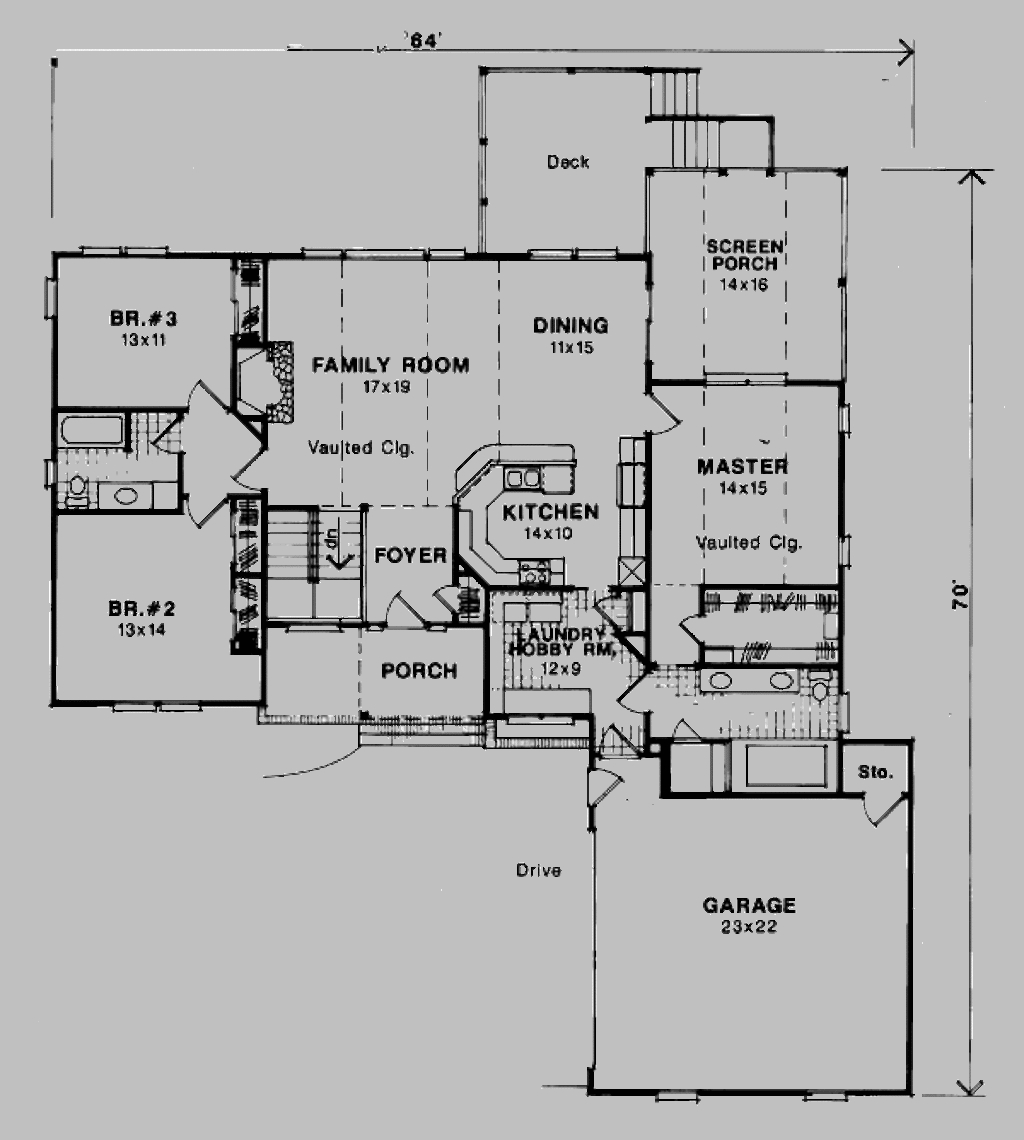 64'
Deck
SCREEN
PORCH
14x16
BR.#3
13x11
DINING
11x15
FAMILY ROOM
17x19
Vaulted Clg.
MASTER
14x15
Vaulted Clg.
KITCHEN
14x10
dn
FOYER
BR.#2
13x14
70'
LAUNDRY
HOBBY RM.
12x9
PORCH
Sto.
Drive
GARAGE
23x22